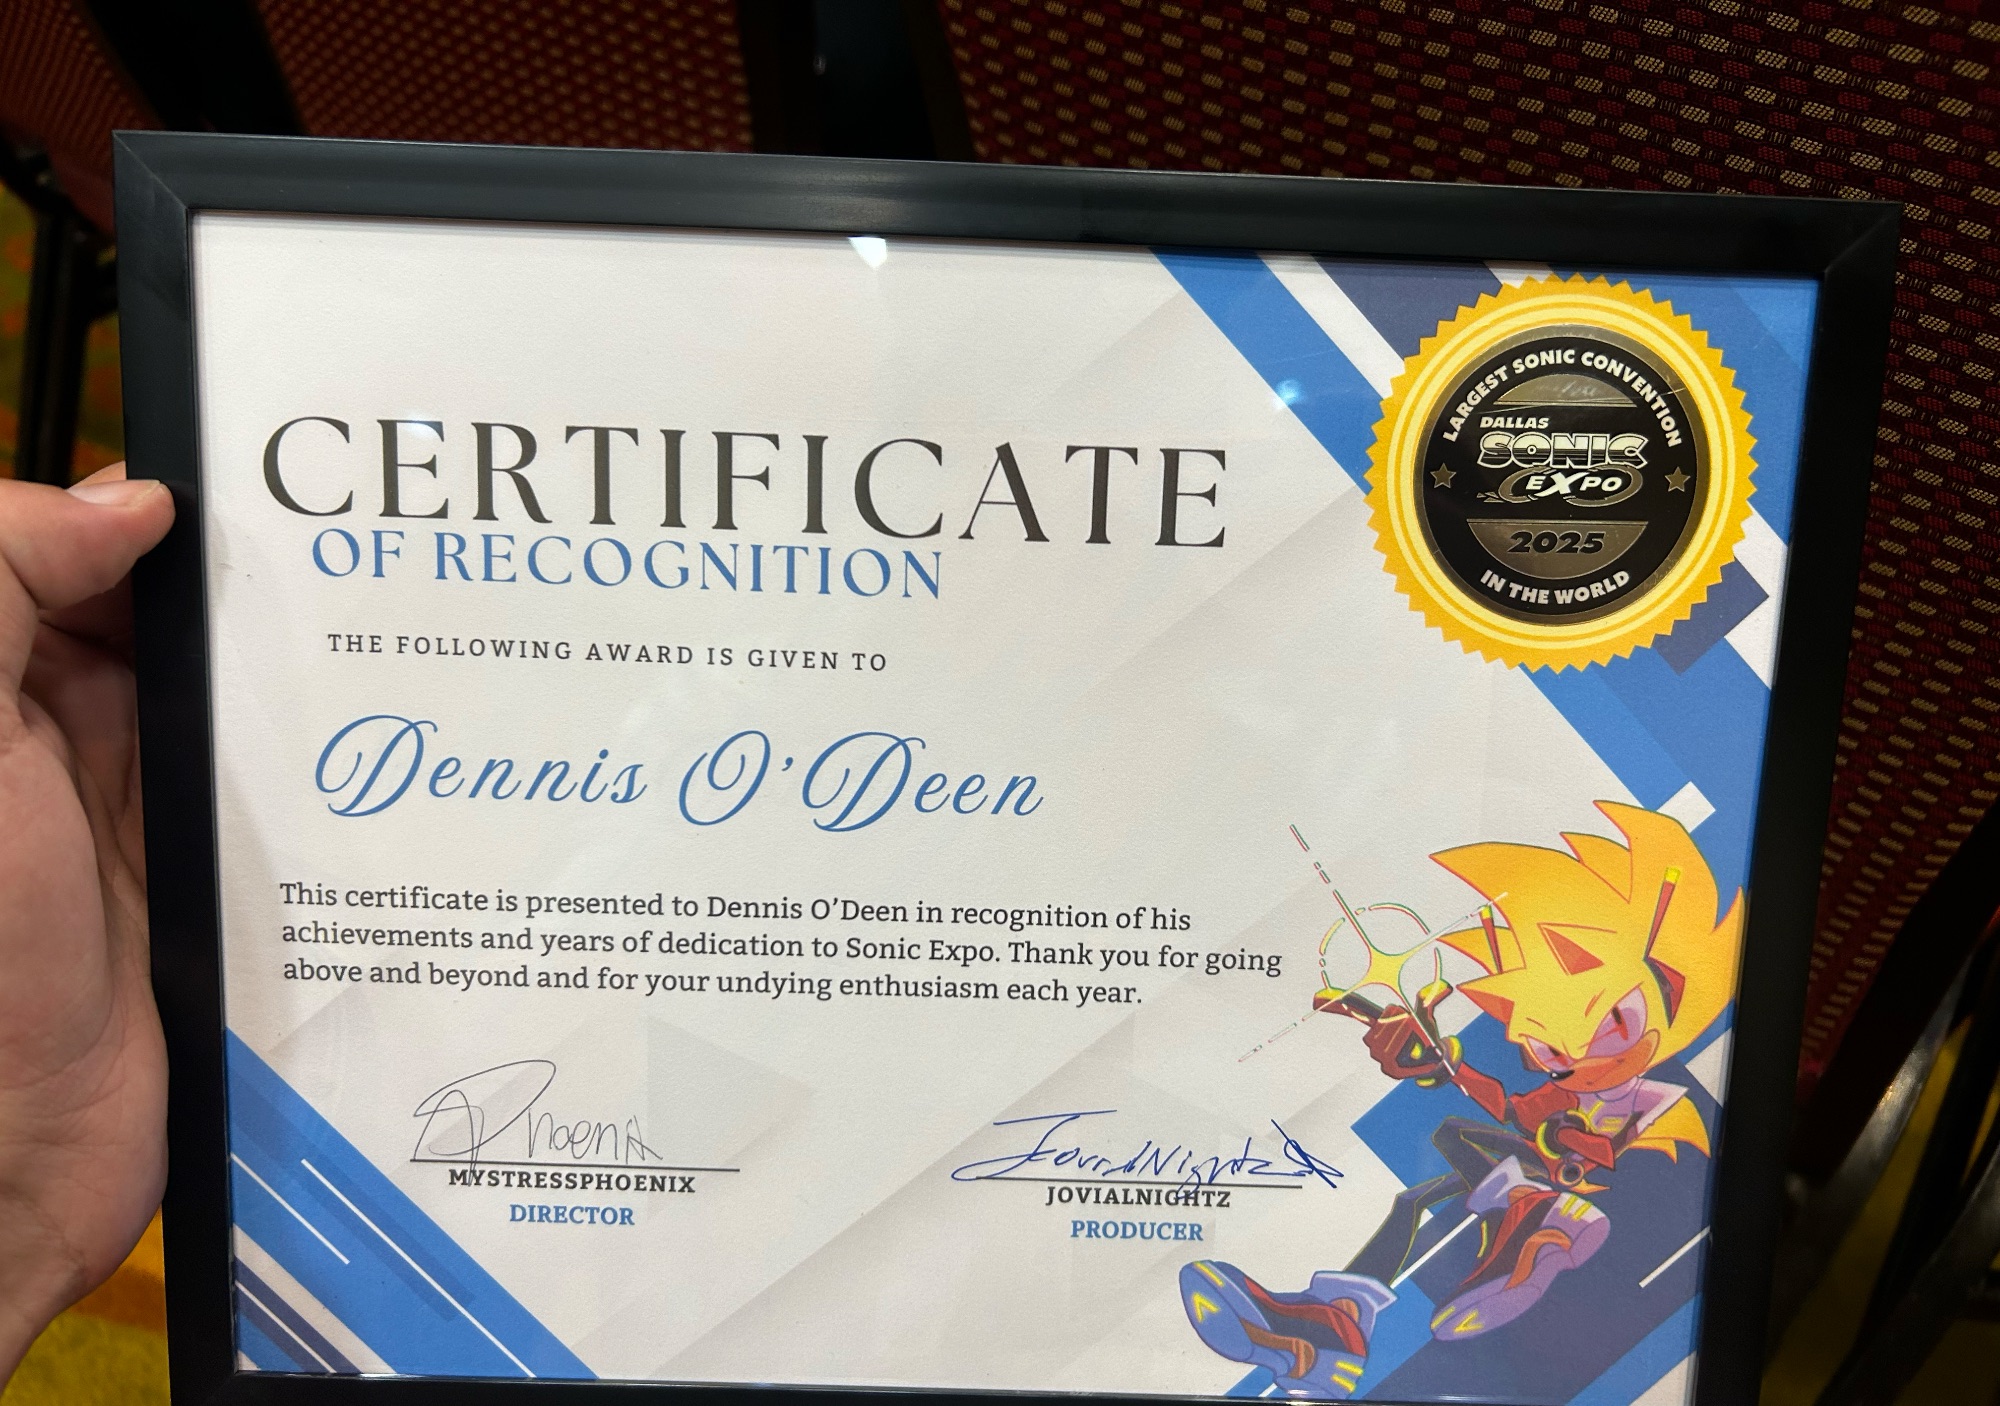 CERTIFICATE
OF RECOGNITION
THE FOLLOWING AWARD IS GIVEN TO
Dennis O’Deen
This certificate is presented to Dennis O’Deen in recognition of his
achievements and years of dedication to Sonic Expo. Thank you for going
above and beyond and for your undying enthusiasm each year.
Phoenix
MYSTRESSPHOENIX
DIRECTOR
JovialNightz
JOVIALNIGHTZ
PRODUCER
LARGEST SONIC CONVENTION
DALLAS
SONIC
EXPO
2025
IN THE WORLD